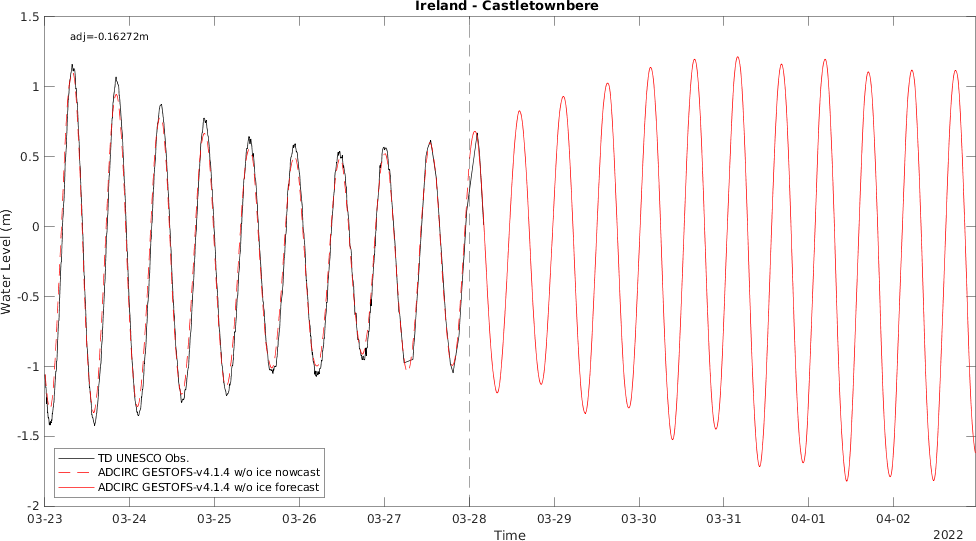 Ireland - Castletownbere
adj=-0.16272m
1.5
1
0.5
0
-0.5
-1
-1.5
-2
Water Level (m)
TD UNESCO Obs.
ADCIRC GESTOFS-v4.1.4 w/o ice nowcast
ADCIRC GESTOFS-v4.1.4 w/o ice forecast
03-23 03-24 03-25 03-26 03-27 03-28 03-29 03-30 03-31 04-01 04-02
Time
2022